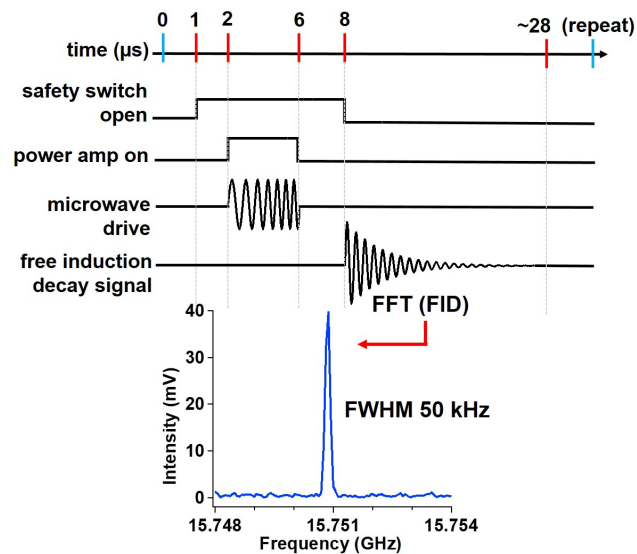 0 1 2 6 8 ~28 (repeat)
time (µs)
safety switch
open
power amp on
microwave
drive
free induction
decay signal
FFT (FID)
40
30
20
10
0
Intensity (mV)
FWHM 50 kHz
15.748 15.751 15.754
Frequency (GHz)